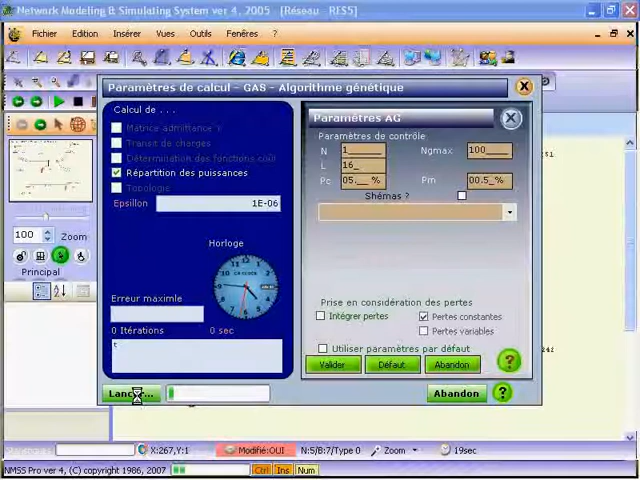 Network Modeling & Simulating System ver 4, 2005 - [Réseau - RES5]
Fichier Edition Insérer Vues Outils Fenêtres ?
Paramètres de calcul - GAS - Algorithme génétique
Calcul de . . .
Matrice admittance Y
Transit de charges
Détermination des fonctions coût
Répartition des puissances
Topologie
Epsillon 1E-06
Horloge
Erreur maximle
0 Itérations 0 sec
t
Lancer...
Paramètres AG
Paramètres de contrôle
N 1____ Ngmax 100____
L 16_
Pc 05.__ % Pm 00.5_ %
Shémas ?
Prise en considération des pertes
Intégrer pertes Pertes constantes
Pertes variables
Utiliser paramètres par défaut
Valider Défaut Abandon ?
Abandon ?
100 Zoom
Principal
X:267,Y:1 Modifié:OUI N:5/B:7/Type 0 Zoom 19sec
NMSS Pro ver 4, (C) copyright 1986, 2007 Ctrl Ins Num